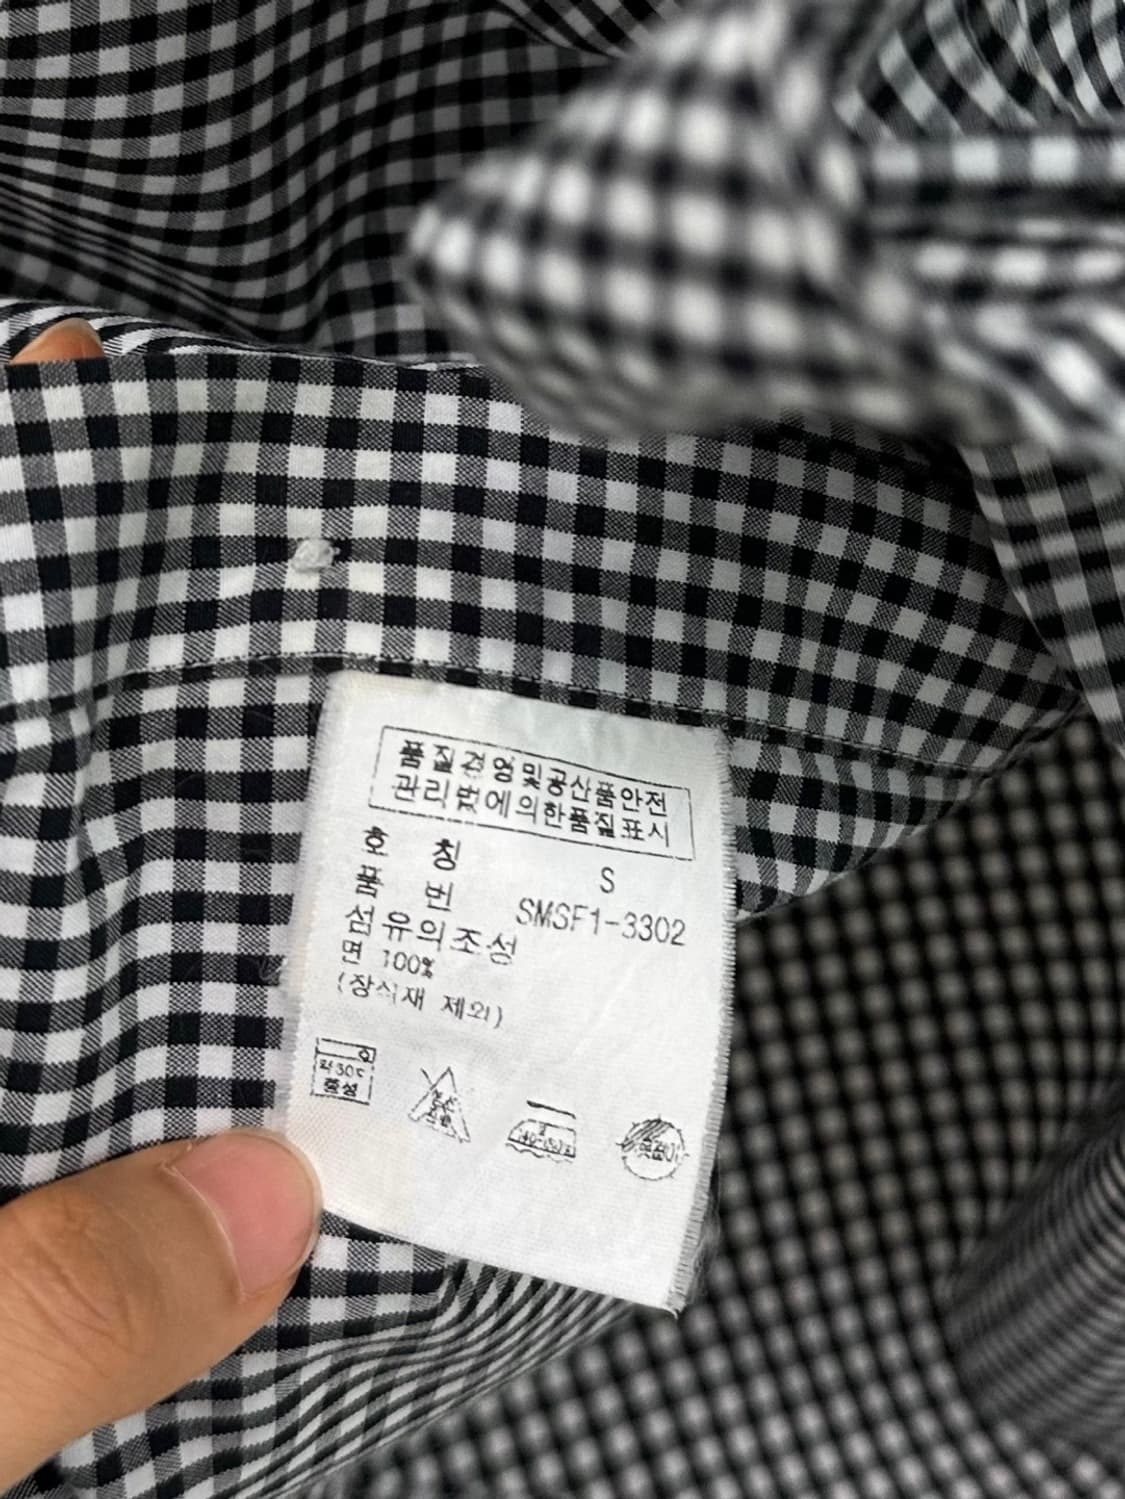 품질경영및공산품안전
관리법에의한품질표시
호 칭 S
품 번 SMSF1-3302
섬유의조성
면 100%
(장식재 제외)
약30℃
중성